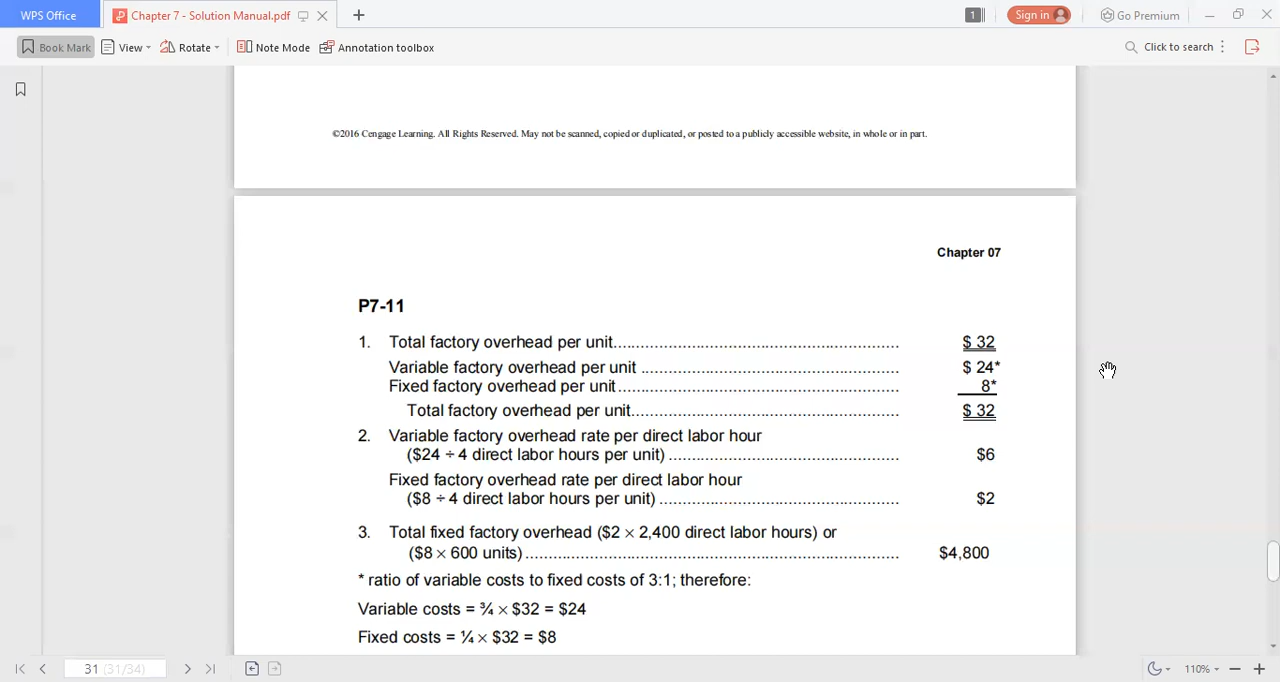 WPS Office
Chapter 7 - Solution Manual.pdf
1
Sign in
Go Premium
Book Mark
View
Rotate
Note Mode
Annotation toolbox
Click to search
©2016 Cengage Learning. All Rights Reserved. May not be scanned, copied or duplicated, or posted to a publicly accessible website, in whole or in part.
Chapter 07
P7-11
1. Total factory overhead per unit.............................................................. $ 32
Variable factory overhead per unit ........................................................ $ 24*
Fixed factory overhead per unit............................................................. 8*
Total factory overhead per unit.......................................................... $ 32
2. Variable factory overhead rate per direct labor hour
($24 ÷ 4 direct labor hours per unit) .................................................. $6
Fixed factory overhead rate per direct labor hour
($8 ÷ 4 direct labor hours per unit) .................................................... $2
3. Total fixed factory overhead ($2 × 2,400 direct labor hours) or
($8 × 600 units)................................................................................. $4,800
* ratio of variable costs to fixed costs of 3:1; therefore:
Variable costs = ¾ × $32 = $24
Fixed costs = ¼ × $32 = $8
31 (31/34)
110%